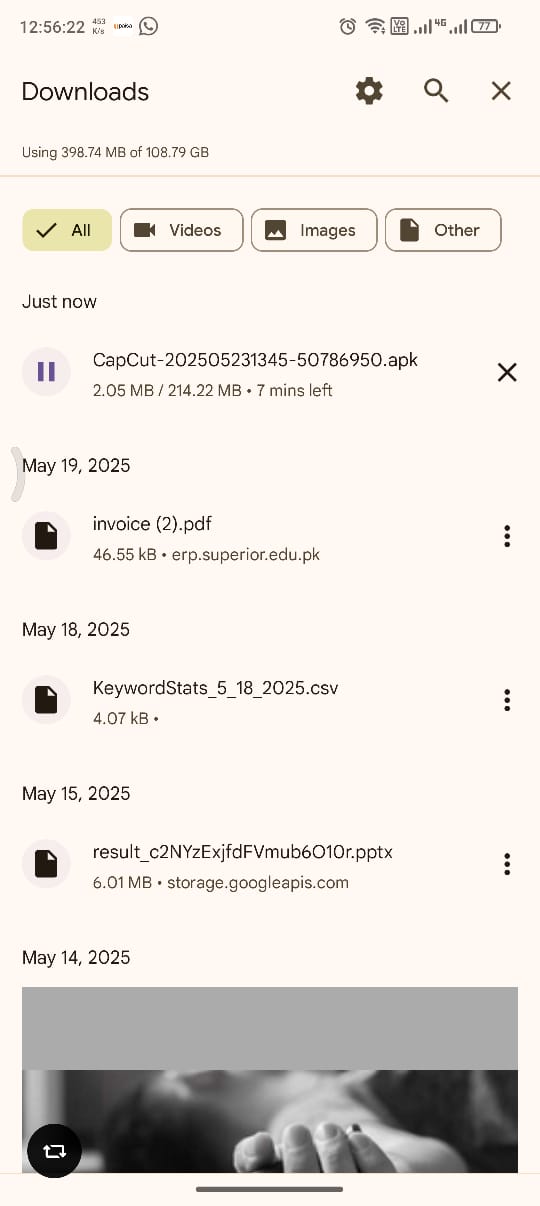 12:56:22 453 K/s VO LTE 4G 77
Downloads
Using 398.74 MB of 108.79 GB
All Videos Images Other
Just now
CapCut-202505231345-50786950.apk
2.05 MB / 214.22 MB • 7 mins left
May 19, 2025
invoice (2).pdf
46.55 kB • erp.superior.edu.pk
May 18, 2025
KeywordStats_5_18_2025.csv
4.07 kB •
May 15, 2025
result_c2NYzExjfdFVmub6O10r.pptx
6.01 MB • storage.googleapis.com
May 14, 2025